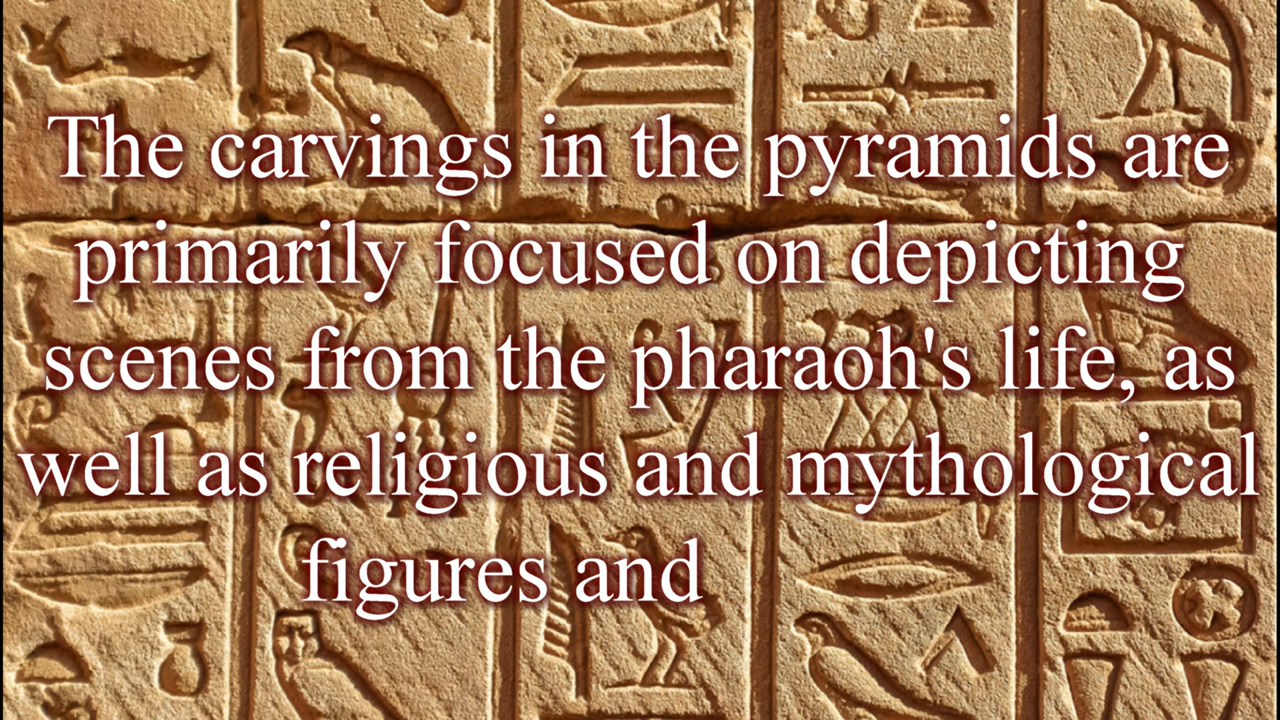 The carvings in the pyramids are
primarily focused on depicting
scenes from the pharaoh's life, as
well as religious and mythological
figures and